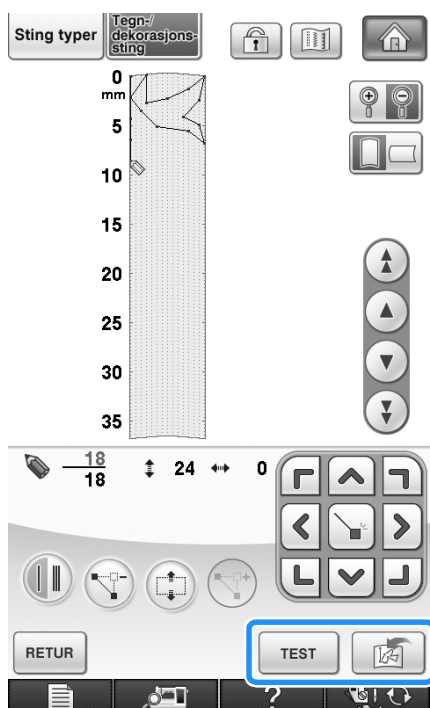 Sting typer
Tegn-/
dekorasjons-
sting
0
mm
5
10
15
20
25
30
35
18
18
24
0
RETUR
TEST
?